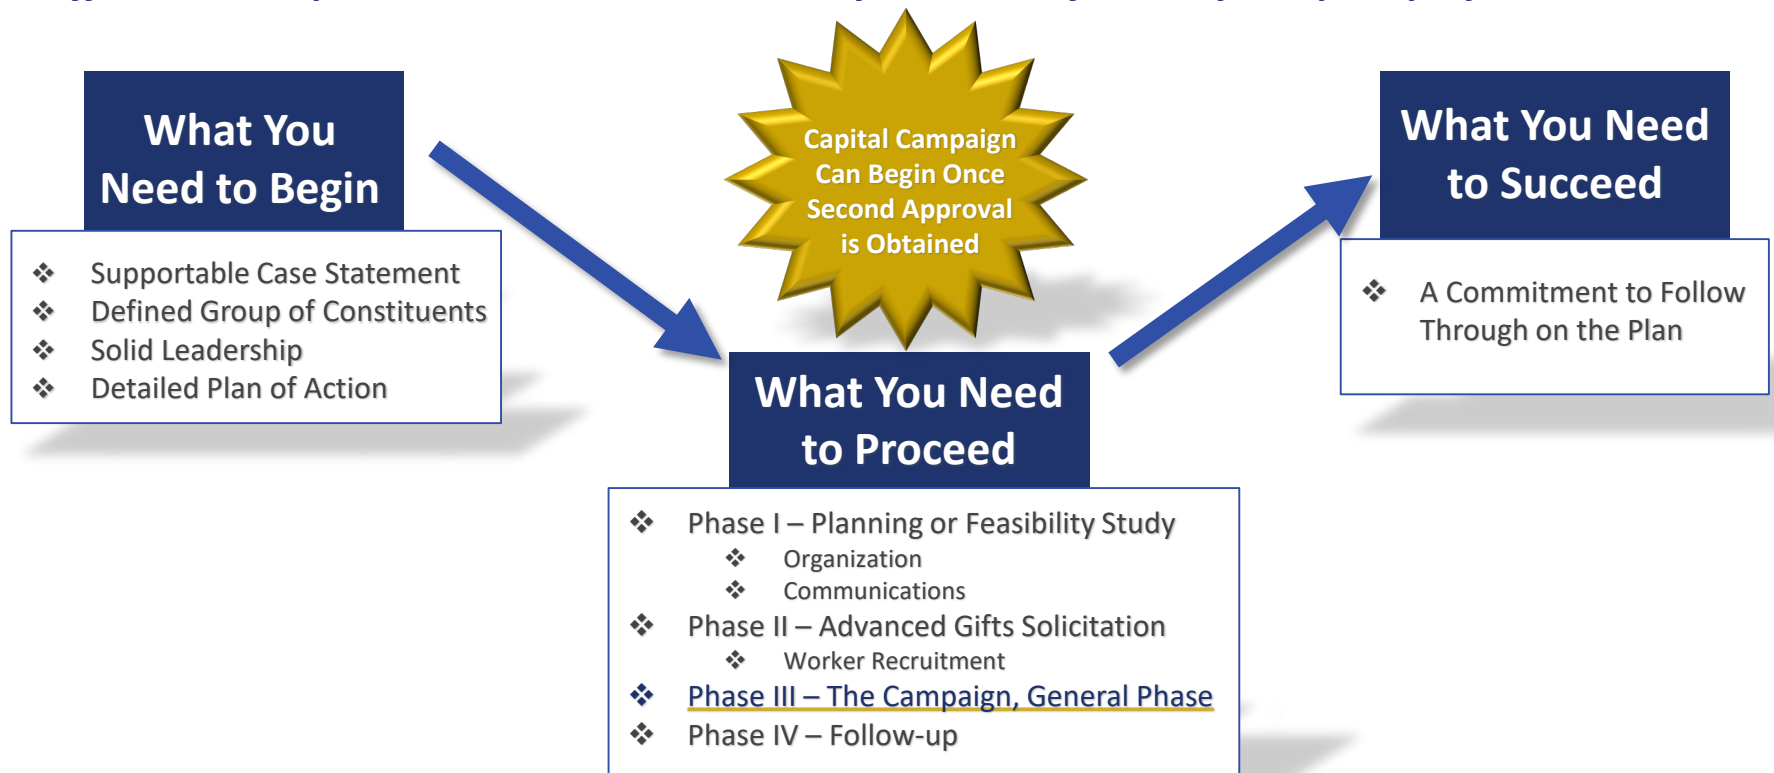 What You
Need to Begin
❖ Supportable Case Statement
❖ Defined Group of Constituents
❖ Solid Leadership
❖ Detailed Plan of Action
Capital Campaign
Can Begin Once
Second Approval
is Obtained
What You Need
to Proceed
❖ Phase I – Planning or Feasibility Study
❖ Organization
❖ Communications
❖ Phase II – Advanced Gifts Solicitation
❖ Worker Recruitment
❖ Phase III – The Campaign, General Phase
❖ Phase IV – Follow-up
What You Need
to Succeed
❖ A Commitment to Follow
Through on the Plan